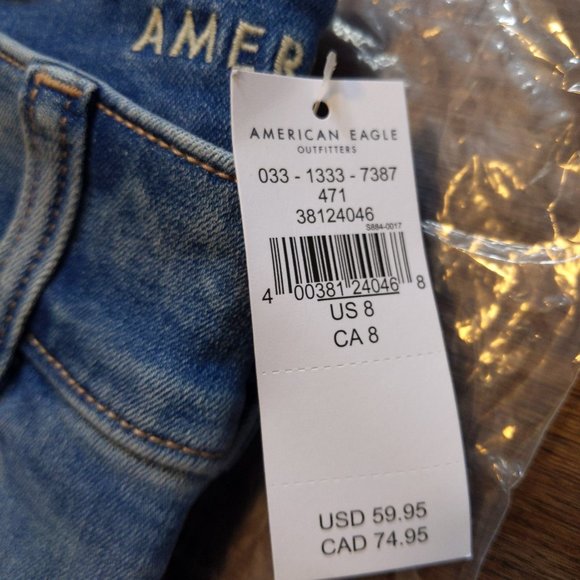 AMER
AMERICAN EAGLE
OUTFITTERS
033 - 1333 - 7387
471
38124046
S884-0017
4 00381 24046 8
US 8
CA 8
USD 59.95
CAD 74.95